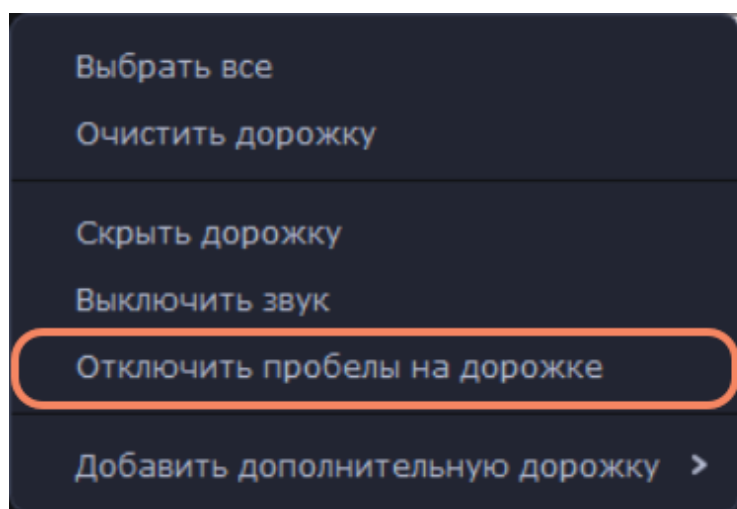 Выбрать все
Очистить дорожку
Скрыть дорожку
Выключить звук
Отключить пробелы на дорожке
Добавить дополнительную дорожку >